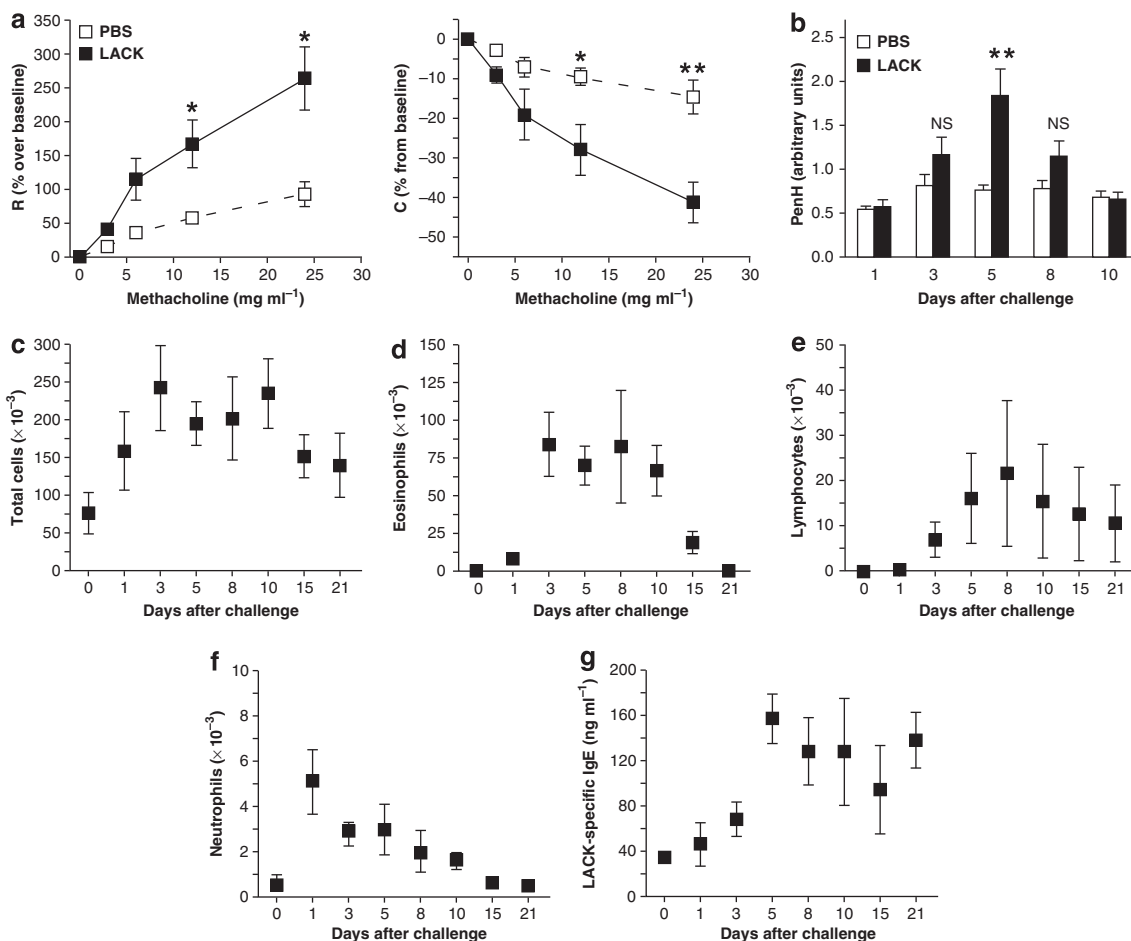 a
PBS
LACK
350
300
250
200
150
100
50
0
R (% over baseline)
*
*
0 5 10 15 20 25 30
Methacholine (mg ml⁻¹)
0
–10
–20
–30
–40
–50
C (% from baseline)
*
**
0 5 10 15 20 25 30
Methacholine (mg ml⁻¹)
b
PBS
LACK
2.5
2.0
1.5
1.0
0.5
0.0
PenH (arbitrary units)
NS
**
NS
1 3 5 8 10
Days after challenge
c
300
250
200
150
100
50
0
Total cells (×10⁻³)
0 1 3 5 8 10 15 21
Days after challenge
d
150
125
100
75
50
25
0
Eosinophils (×10⁻³)
0 1 3 5 8 10 15 21
Days after challenge
e
50
40
30
20
10
0
Lymphocytes (×10⁻³)
0 1 3 5 8 10 15 21
Days after challenge
f
10
8
6
4
2
0
Neutrophils (×10⁻³)
0 1 3 5 8 10 15 21
Days after challenge
g
200
160
120
80
40
0
LACK-specific IgE (ng ml⁻¹)
0 1 3 5 8 10 15 21
Days after challenge